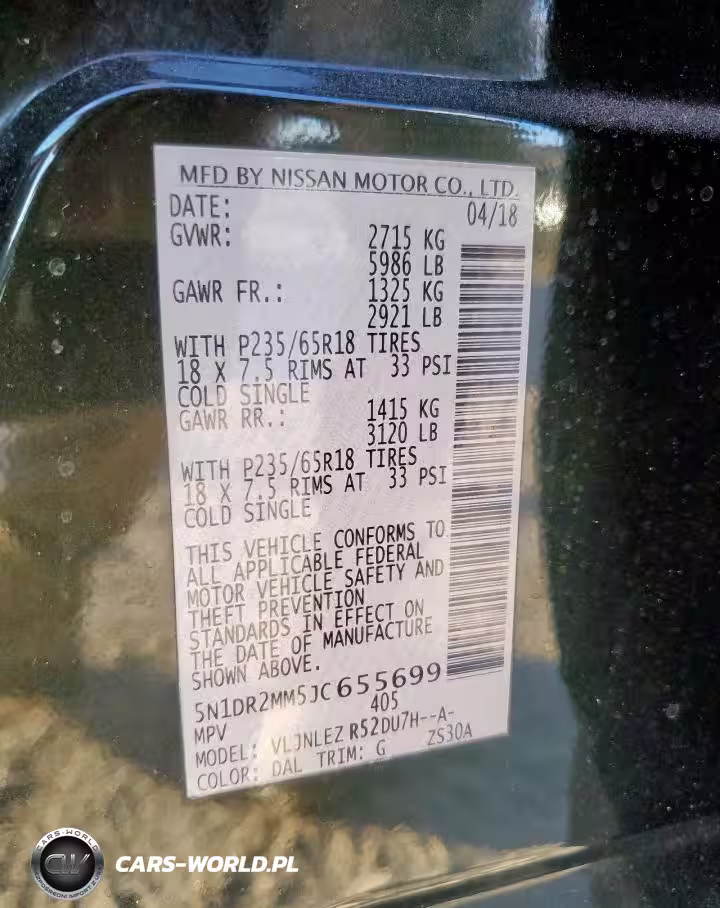 MFD BY NISSAN MOTOR CO., LTD.
DATE: 04/18
GVWR: 2715 KG
5986 LB
GAWR FR.: 1325 KG
2921 LB
WITH P235/65R18 TIRES
18 X 7.5 RIMS AT 33 PSI
COLD SINGLE
GAWR RR.: 1415 KG
3120 LB
WITH P235/65R18 TIRES
18 X 7.5 RIMS AT 33 PSI
COLD SINGLE
THIS VEHICLE CONFORMS TO
ALL APPLICABLE FEDERAL
MOTOR VEHICLE SAFETY AND
THEFT PREVENTION
STANDARDS IN EFFECT ON
THE DATE OF MANUFACTURE
SHOWN ABOVE.
5N1DR2MM5JC655699
MPV 405
MODEL: VLJNLEZ R52DU7H--A-
COLOR: DAL TRIM: G ZS30A
CARS-WORLD
CW
CARS-WORLD.PL